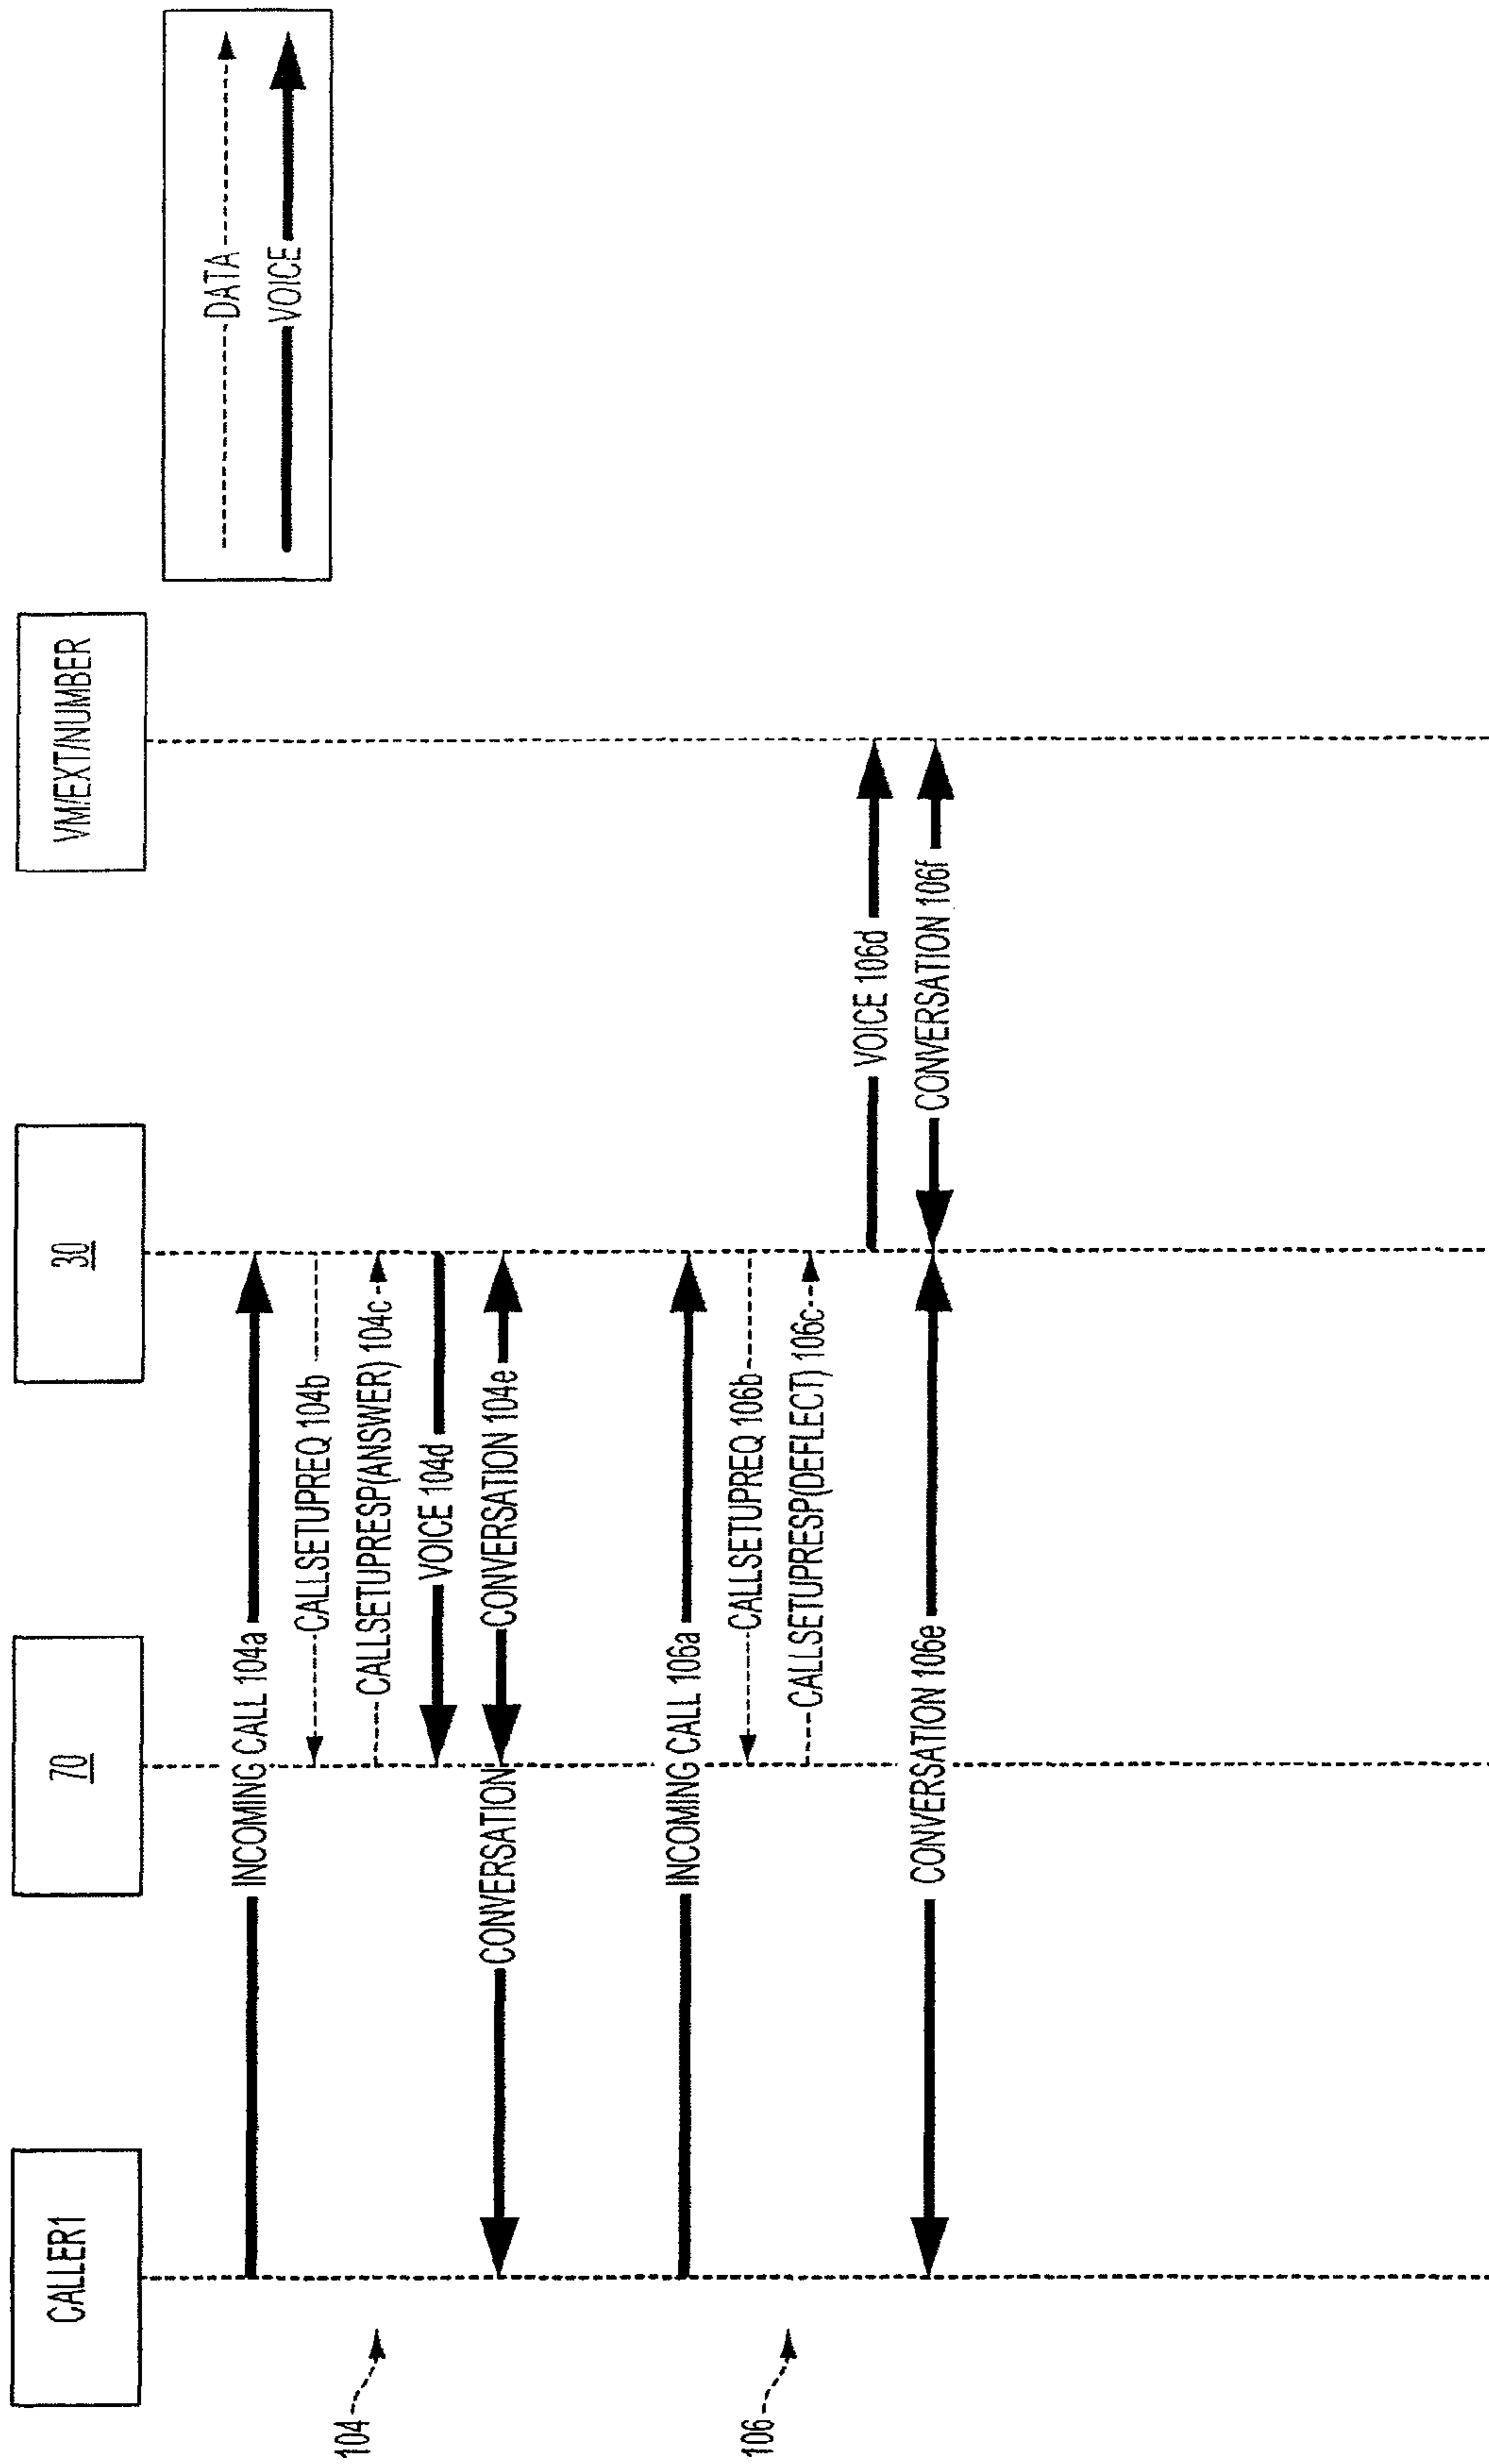 CALLER1
70
30
VM/EXT/NUMBER
DATA
VOICE
104
INCOMING CALL 104a
CALLSETUPREQ 104b
CALLSETUPRESP(ANSWER) 104c
VOICE 104d
CONVERSATION
CONVERSATION 104e
106
INCOMING CALL 106a
CALLSETUPREQ 106b
CALLSETUPRESP(DEFLECT) 106c
VOICE 106d
CONVERSATION 106e
CONVERSATION 106f